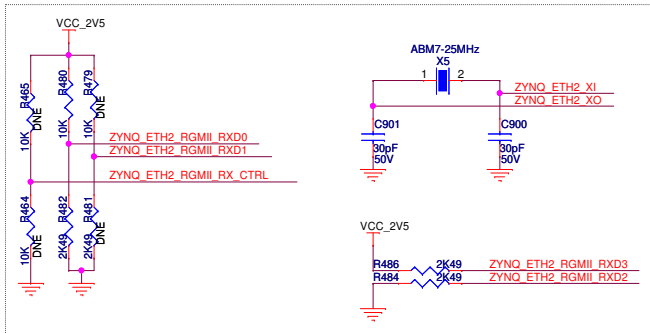 VCC_2V5
R465
DNE
10K
R480
10K
R479
DNE
10K
ZYNQ_ETH2_RGMII_RXD0
ZYNQ_ETH2_RGMII_RXD1
ZYNQ_ETH2_RGMII_RX_CTRL
R464
DNE
10K
R482
2K49
R481
DNE
2K49
ABM7-25MHz
X5
1 2
ZYNQ_ETH2_XI
ZYNQ_ETH2_XO
C901
30pF
50V
C900
30pF
50V
VCC_2V5
R486 2K49 ZYNQ_ETH2_RGMII_RXD3
R484 2K49 ZYNQ_ETH2_RGMII_RXD2